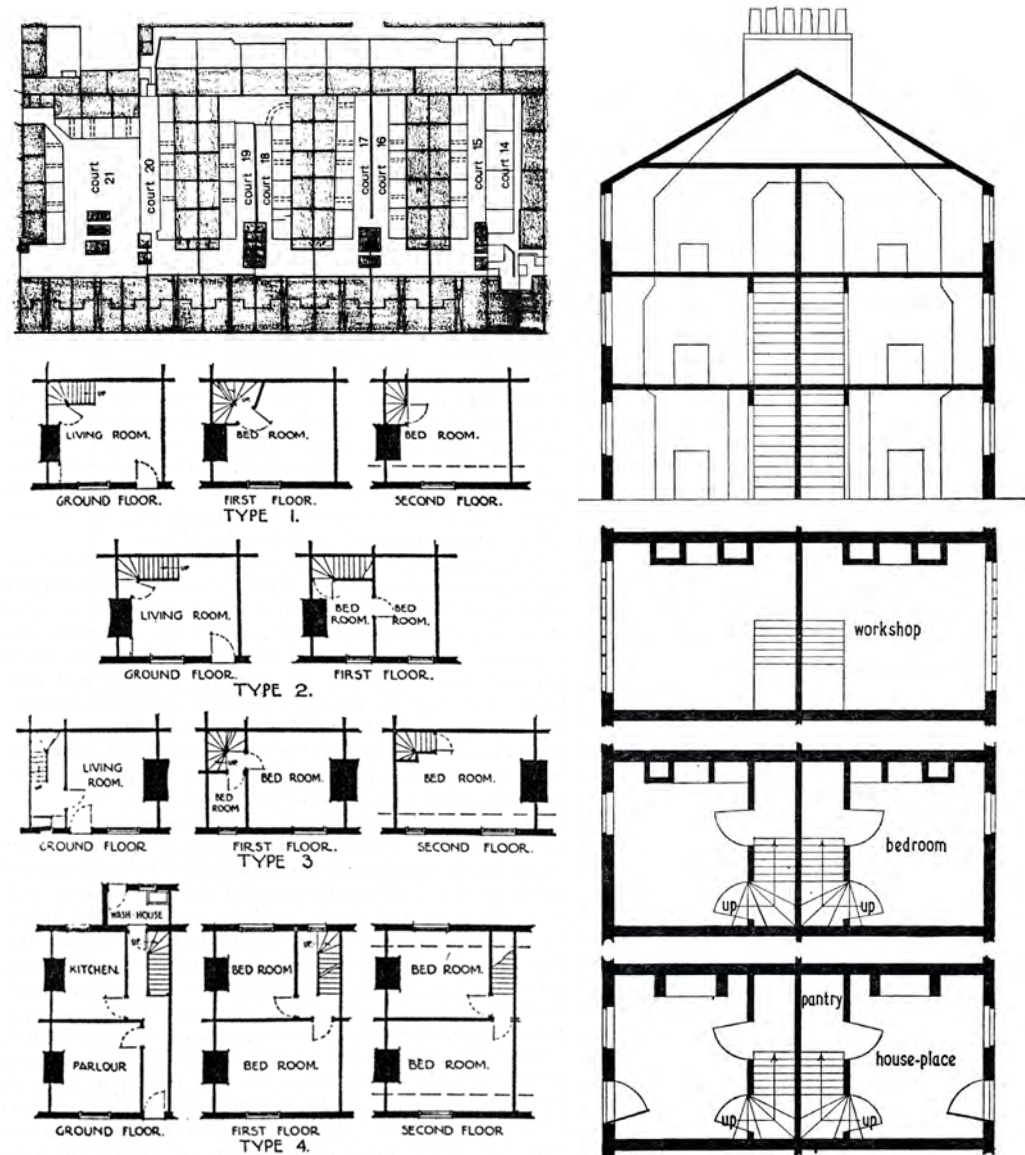 court 21
court 20
court 19
court 18
court 17
court 16
court 15
court 14
UP
LIVING ROOM.
UP
BED ROOM.
BED ROOM.
GROUND FLOOR.
FIRST FLOOR.
SECOND FLOOR.
TYPE 1.
UP
LIVING ROOM.
BED ROOM.
BED ROOM.
GROUND FLOOR.
FIRST FLOOR.
TYPE 2.
LIVING ROOM.
UP
BED ROOM.
BED ROOM
BED ROOM.
GROUND FLOOR
FIRST FLOOR.
SECOND FLOOR.
TYPE 3
WASH-HOUSE
UP
KITCHEN.
UP
BED ROOM
BED ROOM.
PARLOUR
BED ROOM.
BED ROOM.
GROUND FLOOR.
FIRST FLOOR
SECOND FLOOR
TYPE 4.
workshop
bedroom
up
up
pantry
house-place
up
up